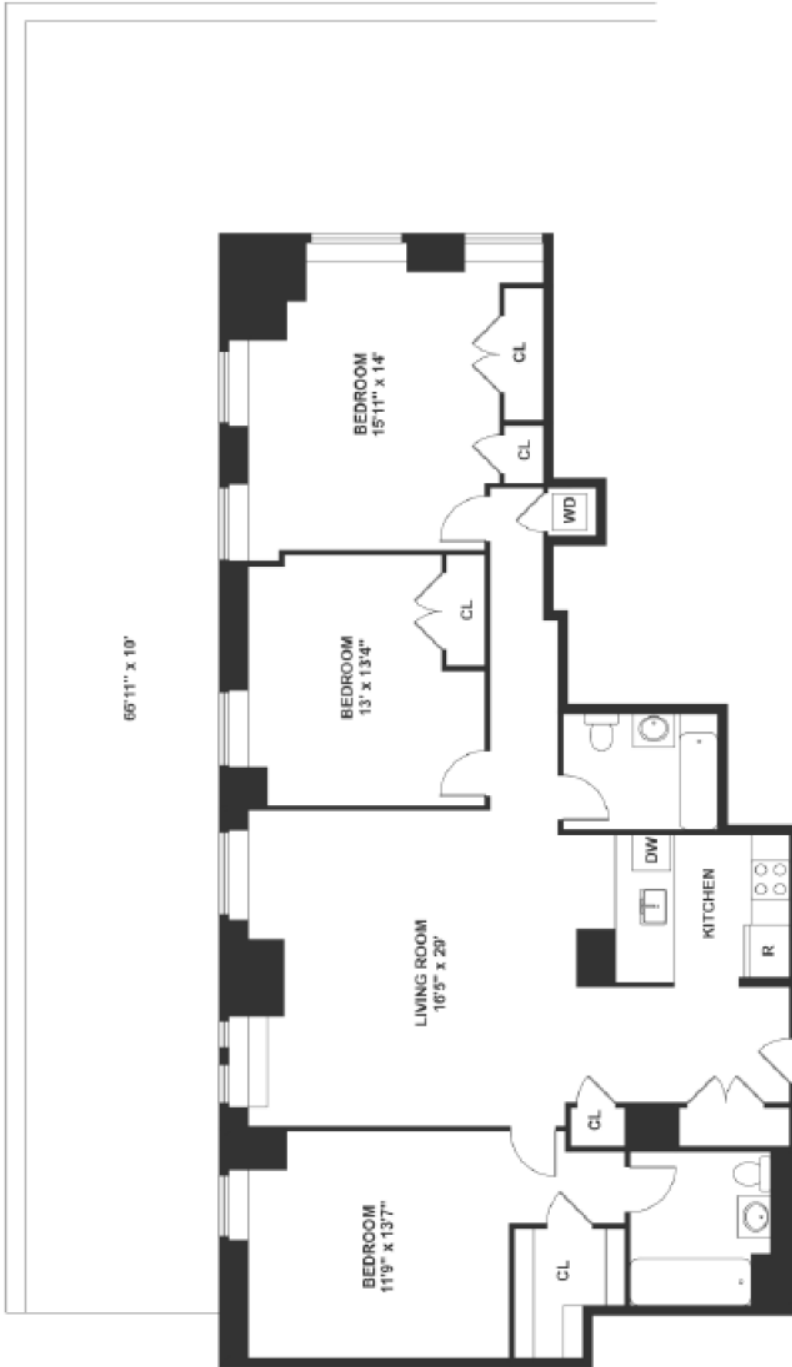 66'11" x 10'
BEDROOM
15'11" x 14'
CL
CL
WD
BEDROOM
13' x 13'4"
CL
LIVING ROOM
16'5" x 29'
DW
KITCHEN
R
CL
BEDROOM
11'9" x 13'7"
CL